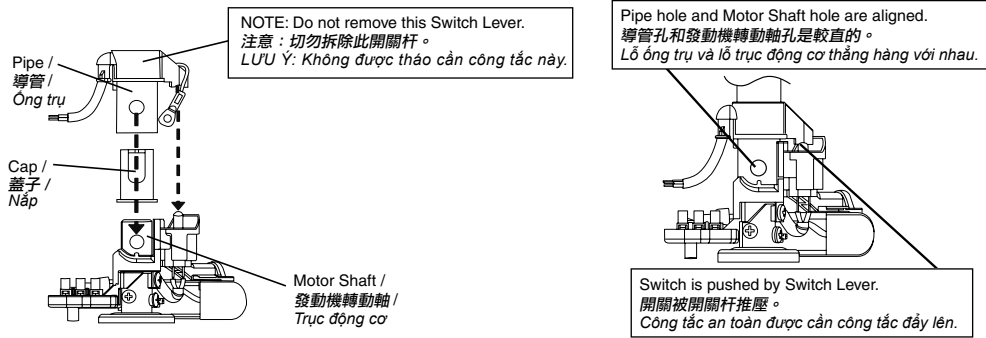 NOTE: Do not remove this Switch Lever.
注意：切勿拆除此開關杆。
LƯU Ý: Không được tháo cần công tắc này.
Pipe /
導管 /
Ống trụ
Cap /
蓋子 /
Nắp
Motor Shaft /
發動機轉動軸 /
Trục động cơ
Pipe hole and Motor Shaft hole are aligned.
導管孔和發動機轉動軸孔是較直的。
Lỗ ống trụ và lỗ trục động cơ thẳng hàng với nhau.
Switch is pushed by Switch Lever.
開關被開關杆推壓。
Công tắc an toàn được cần công tắc đẩy lên.